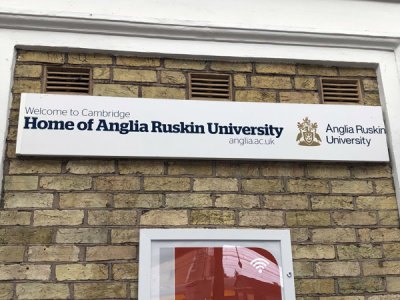 Welcome to Cambridge
Home of Anglia Ruskin University
anglia.ac.uk
Anglia Ruskin
University